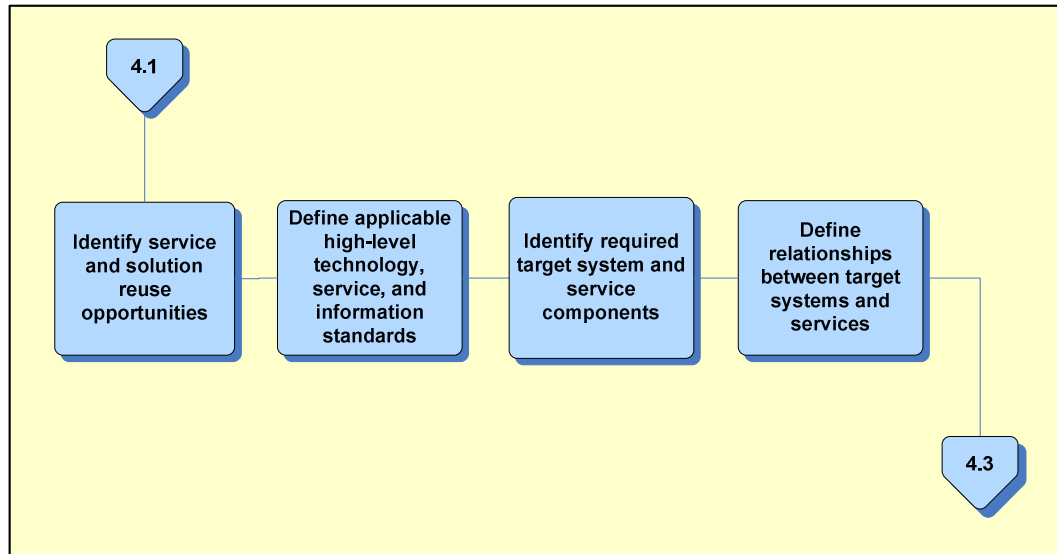 4.1
Identify service
and solution
reuse
opportunities
Define applicable
high-level
technology,
service, and
information
standards
Identify required
target system and
service
components
Define
relationships
between target
systems and
services
4.3